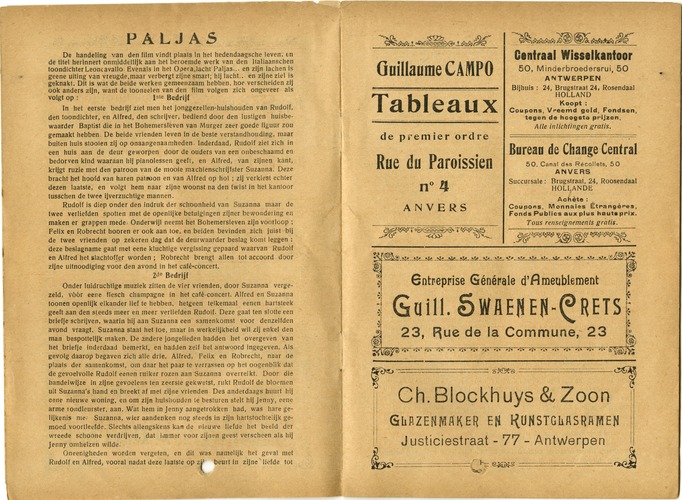 PALJAS
De handeling van den film vindt plaats in het hedendaagsche leven, en
de titel herinnert onmiddellijk aan het beroemde werk van den Italiaanschen
toondichter Leoncavallo. Evenals in het Opera, lacht Paljas... en zijn lachen is
geene uiting van vreugde, maar verbergt zijne smart; hij lacht... en zijne ziel is
geknakt. Dit is wat de beide werken gemeenzaam hebben, hoe verscheiden zij
ook anders zijn, want de tooneelen van den film volgen zich ongeveer als
volgt op :
1ste Bedrijf
In het eerste bedrijf ziet men het jonggezellen-huishouden van Rudolf,
den toondichter, en Alfred, den schrijver, bediend door den lustigen huisbe-
waarder Baptist die in het Bohemersleven van Murger zeer goede figuur zou
gemaakt hebben. De beide vrienden leven in de beste verstandhouding, maar
buiten huis stooten zij op onaangenaamheden. Inderdaad, Rudolf ziet zich in
een huis aan de deur geworpen door de ouders van een onbeschaamd en
bedorven kind waaraan hij pianolessen geeft, en Alfred, van zijnen kant,
krijgt ruzie met den patroon van de mooie machienschrijfster Suzanna. Deze
bracht het hoofd van haren patroon en van Alfred op hol ; zij verkiest echter
dezen laatste, en volgt hem naar zijne woonst na den twist in het kantoor
tusschen de twee ijverzuchtige mannen.
Rudolf is diep onder den indruk der schoonheid van Suzanna maar de
twee verliefden spotten met de openlijke betuigingen zijner bewondering en
maken er grappen mede. Onderwijl neemt het Bohemersleven zijn voortloop :
Felix en Robrecht hooren er ook aan toe, en beiden bevinden zich juist bij
de twee vrienden op zekeren dag dat de deurwaarder beslag komt leggen ;
deze beslagname gaat met eene kluchtige vergissing gepaard waarvan Rudolf
en Alfred het slachtoffer worden ; Robrecht brengt allen tot accoord door
zijne uitnoodiging voor den avond in het café-concert.
2de Bedrijf
Onder luidruchtige muziek zitten de vier vrienden, door Suzanna verge-
zeld, vóór eene flesch champagne in het café-concert. Alfred en Suzanna
toonen openlijk elkander lief te hebben, hetgeen telkemaal eenen hartsteek
geeft aan den steeds meer en meer verliefden Rudolf. Deze gaat ten slotte een
briefje schrijven, waarin hij aan Suzanna een samenkomst voor denzelfden
avond vraagt. Suzanna staat het toe, maar in werkelijkheid wil zij enkel den
man bespottelijk maken. De andere jongelieden hadden het overgeven van
het briefje inderdaad bemerkt, en hadden zelf het antwoord ingegeven. Als
gevolg daarop begaven zich alle drie, Alfred, Felix en Robrecht, naar de
plaats der samenkomst, om daar het paar te verrassen op het oogenblik dat
de gevoelvolle Rudolf eenen ruiker rozen aan Suzanna overreikt. Door die
handelwijze in zijne gevoelens ten zeerste gekwetst, rukt Rudolf de bloemen
uit Suzanna's hand en breekt af met zijne vrienden. Des anderdaags huurt hij
eene nieuwe woning, en om zijn huishouden te besturen stelt hij Jenny, eene
arme rondleurster, aan. Wat hem in Jenny aangetrokken had, was hare ge-
lijkenis met Suzanna, wier aandenken nog steeds in zijn hartstochtelijk ge-
moed voortleefde. Slechts allengskens kan de nieuwe liefde het beeld der
wreede schoone verdrijven, dat immer voor zijnen geest verscheen als hij
Jenny omhelzen wilde.
Oneenigheden worden vergeten, en dit was namelijk het geval met
Rudolf en Alfred, vooral nadat deze laatste op zijn beurt in zijne liefde tot
Guillaume CAMPO
Tableaux
de premier ordre
Rue du Paroissien
n° 4
ANVERS
Centraal Wisselkantoor
50, Minderbroedersrui, 50
ANTWERPEN
Bijhuis : 24, Brugstraat 24, Rosendaal
HOLLAND
Koopt :
Coupons, Vreemd geld, Fondsen,
tegen de hoogste prijzen.
Alle inlichtingen gratis.
Bureau de Change Central
50, Canal des Récollets, 50
ANVERS
Succursale : Brugstraat, 24, Roosendaal
HOLLANDE
Achète :
Coupons, Monnaies Étrangères,
Fonds Publics aux plus hauts prix.
Tous renseignements gratis.
Entreprise Générale d'Ameublement
Guill. SWAENEN-CRETS
23, Rue de la Commune, 23
Ch. Blockhuys & Zoon
GLAZENMAKER EN KUNSTGLASRAMEN
Justiciestraat - 77 - Antwerpen